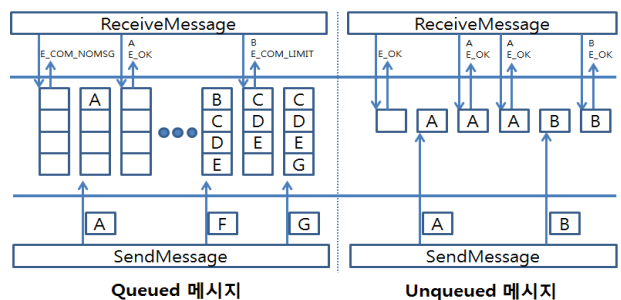 ReceiveMessage
ReceiveMessage
E_COM_NOMSG
A
E_OK
B
E_COM_LIMIT
E_OK
A
E_OK
A
E_OK
B
E_OK
A
B
C
D
E
C
D
E
C
D
E
G
A
A
A
B
B
A
F
G
A
B
SendMessage
SendMessage
Queued 메시지
Unqueued 메시지